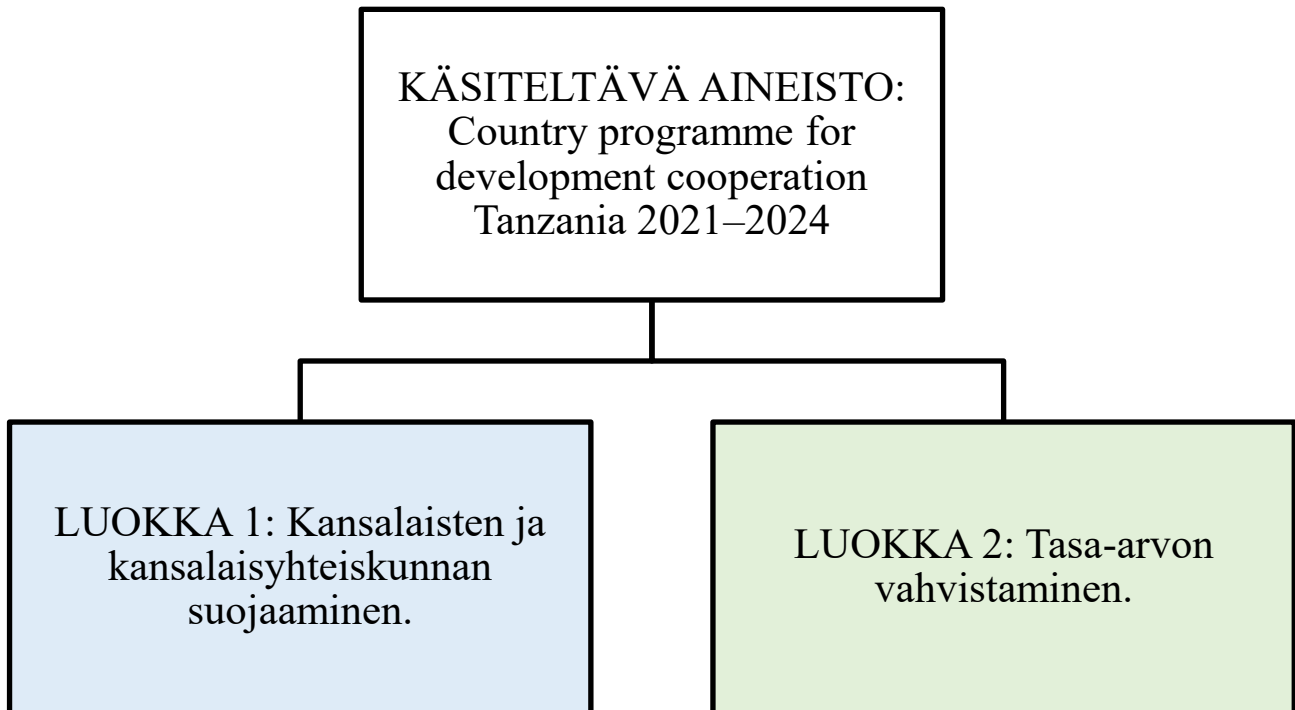 KÄSITELTÄVÄ AINEISTO:
Country programme for
development cooperation
Tanzania 2021–2024
LUOKKA 1: Kansalaisten ja
kansalaisyhteiskunnan
suojaaminen.
LUOKKA 2: Tasa-arvon
vahvistaminen.